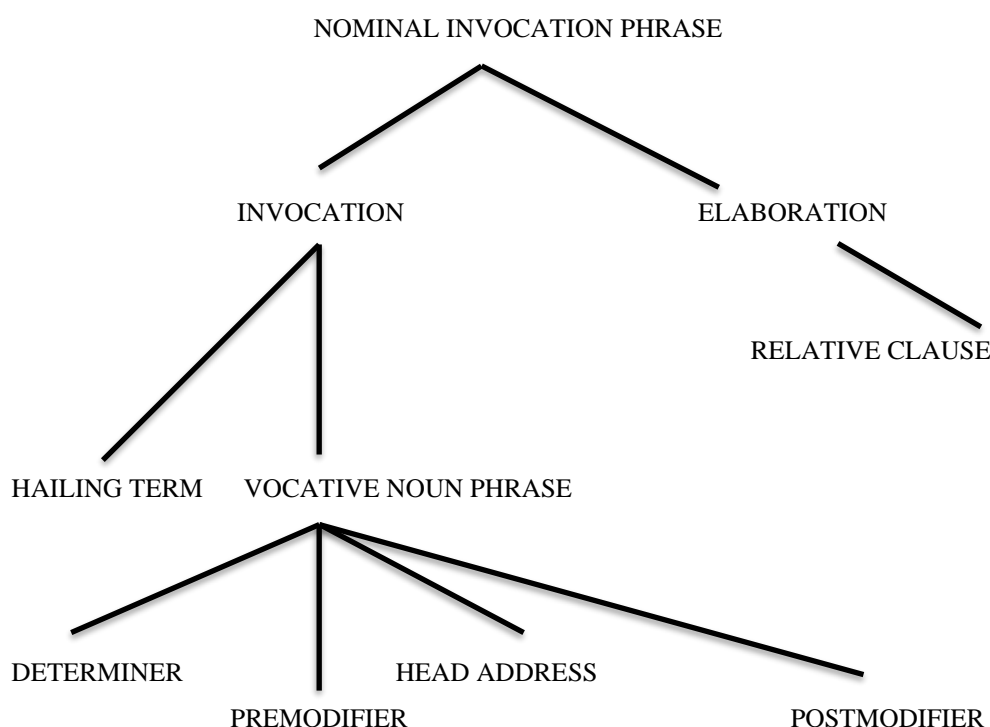 NOMINAL INVOCATION PHRASE
INVOCATION
ELABORATION
RELATIVE CLAUSE
HAILING TERM
VOCATIVE NOUN PHRASE
DETERMINER
HEAD ADDRESS
PREMODIFIER
POSTMODIFIER